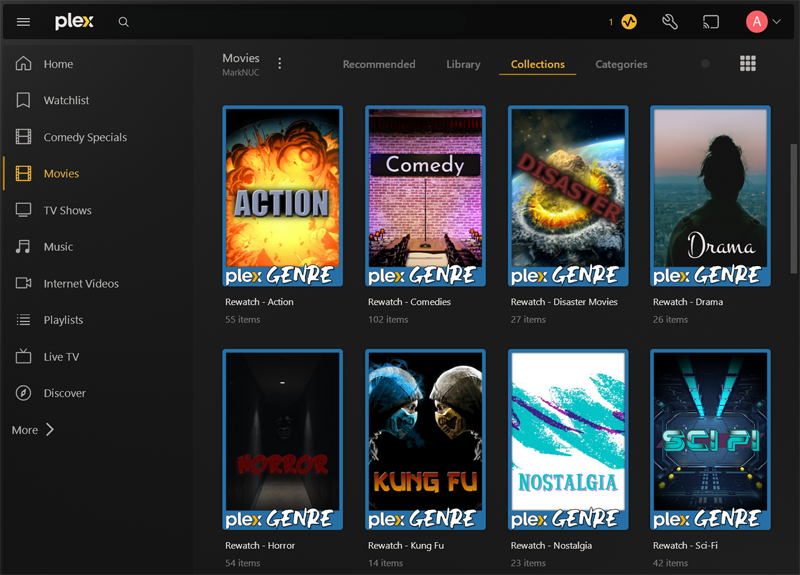 plex
1
A
Home
Watchlist
Comedy Specials
Movies
TV Shows
Music
Internet Videos
Playlists
Live TV
Discover
More
Movies
MarkNUC
Recommended
Library
Collections
Categories
ACTION
plex GENRE
Rewatch - Action
55 items
Comedy
plex GENRE
Rewatch - Comedies
102 items
DISASTER
plex GENRE
Rewatch - Disaster Movies
27 items
Drama
plex GENRE
Rewatch - Drama
26 items
HORROR
plex GENRE
Rewatch - Horror
54 items
KUNG FU
plex GENRE
Rewatch - Kung Fu
14 items
NOSTALGIA
plex GENRE
Rewatch - Nostalgia
23 items
SCI FI
plex GENRE
Rewatch - Sci-Fi
42 items